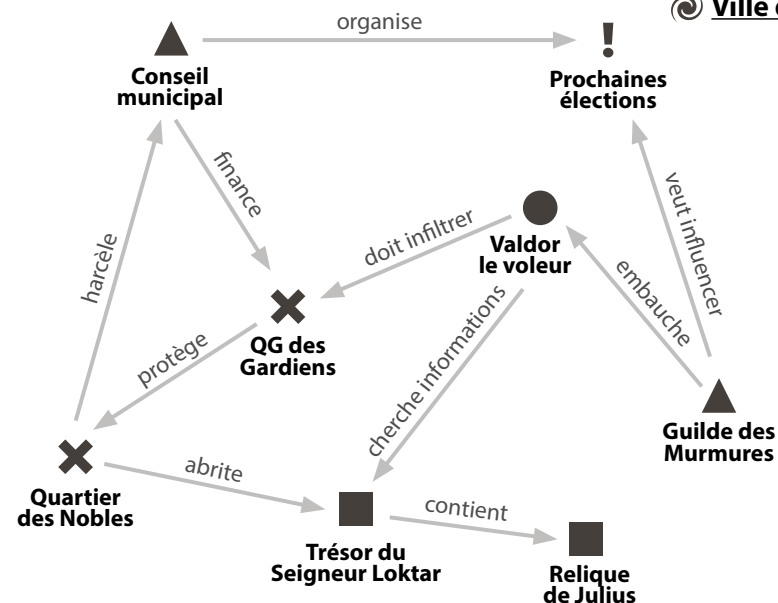 Ville
organise
!
Conseil
municipal
Prochaines
élections
finance
veut influencer
harcèle
doit infiltrer
Valdor
le voleur
embauche
QG des
Gardiens
protège
cherche informations
Guilde des
Murmures
Quartier
des Nobles
abrite
contient
Trésor du
Seigneur Loktar
Relique
de Julius